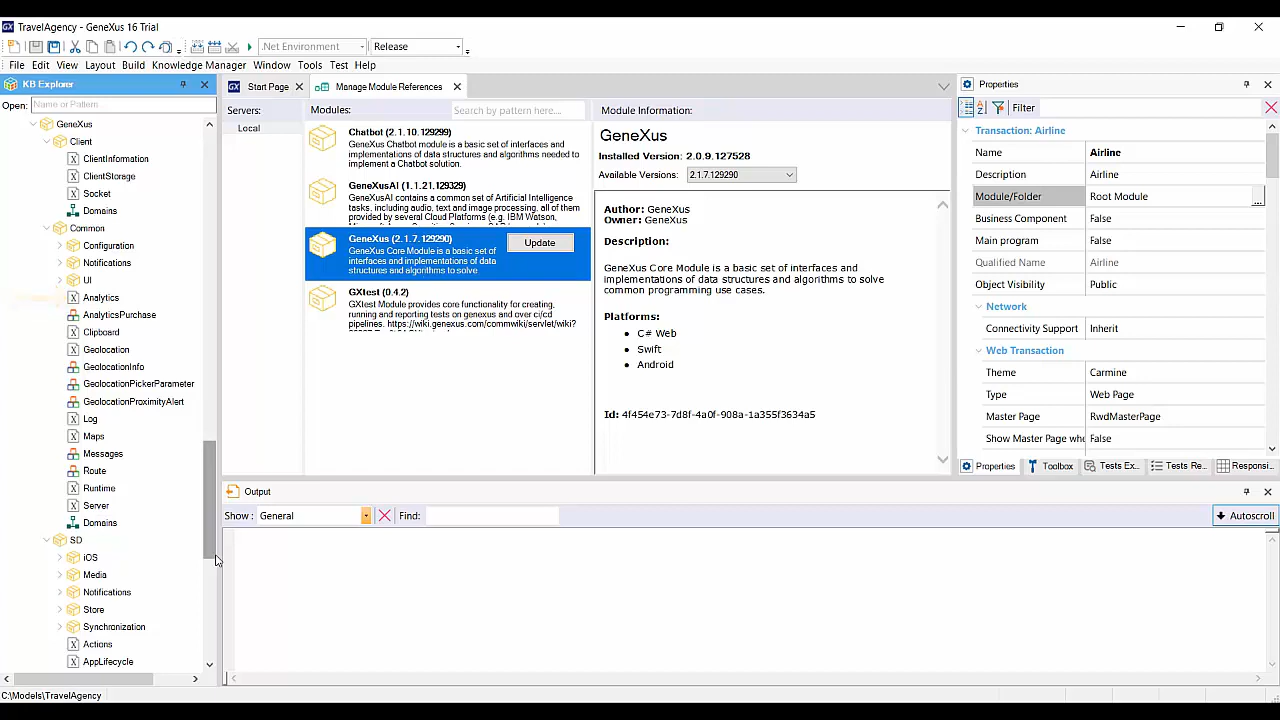 GX TravelAgency - GeneXus 16 Trial
.Net Environment Release
File Edit View Layout Build Knowledge Manager Window Tools Test Help
KB Explorer
Open: Name or Pattern...
GeneXus
Client
ClientInformation
ClientStorage
Socket
Domains
Common
Configuration
Notifications
UI
Analytics
AnalyticsPurchase
Clipboard
Geolocation
GeolocationInfo
GeolocationPickerParameter
GeolocationProximityAlert
Log
Maps
Messages
Route
Runtime
Server
Domains
SD
iOS
Media
Notifications
Store
Synchronization
Actions
AppLifecycle
GX Start Page Manage Module References
Servers:
Local
Modules: Search by pattern here...
Chatbot (2.1.10.129299)
GeneXus Chatbot module is a basic set of interfaces and
implementations of data structures and algorithms needed to
implement a Chatbot solution.
GeneXusAI (1.1.21.129329)
GeneXusAI contains a common set of Artificial Intelligence
tasks, including audio, text and image processing, all of them
provided by several Cloud Platforms (e.g. IBM Watson,
GeneXus (2.1.7.129290)
Update
GeneXus Core Module is a basic set of
interfaces and implementations of data
structures and algorithms to solve
GXtest (0.4.2)
GXtest Module provides core functionality for creating,
running and reporting tests on genexus and over ci/cd
pipelines. https://wiki.genexus.com/commwiki/servlet/wiki?
Module Information:
GeneXus
Installed Version: 2.0.9.127528
Available Versions: 2.1.7.129290
Author: GeneXus
Owner: GeneXus
Description:
GeneXus Core Module is a basic set of interfaces and
implementations of data structures and algorithms to solve
common programming use cases.
Platforms:
C# Web
Swift
Android
Id: 4f454e73-7d8f-4a0f-908a-1a355f3634a5
Properties
Filter
Transaction: Airline
Name Airline
Description Airline
Module/Folder Root Module ...
Business Component False
Main program False
Qualified Name Airline
Object Visibility Public
Network
Connectivity Support Inherit
Web Transaction
Theme Carmine
Type Web Page
Master Page RwdMasterPage
Show Master Page whe False
Properties Toolbox Tests Ex... Tests Re... Responsi...
Output
Show: General Find: Autoscroll
C:\Models\TravelAgency